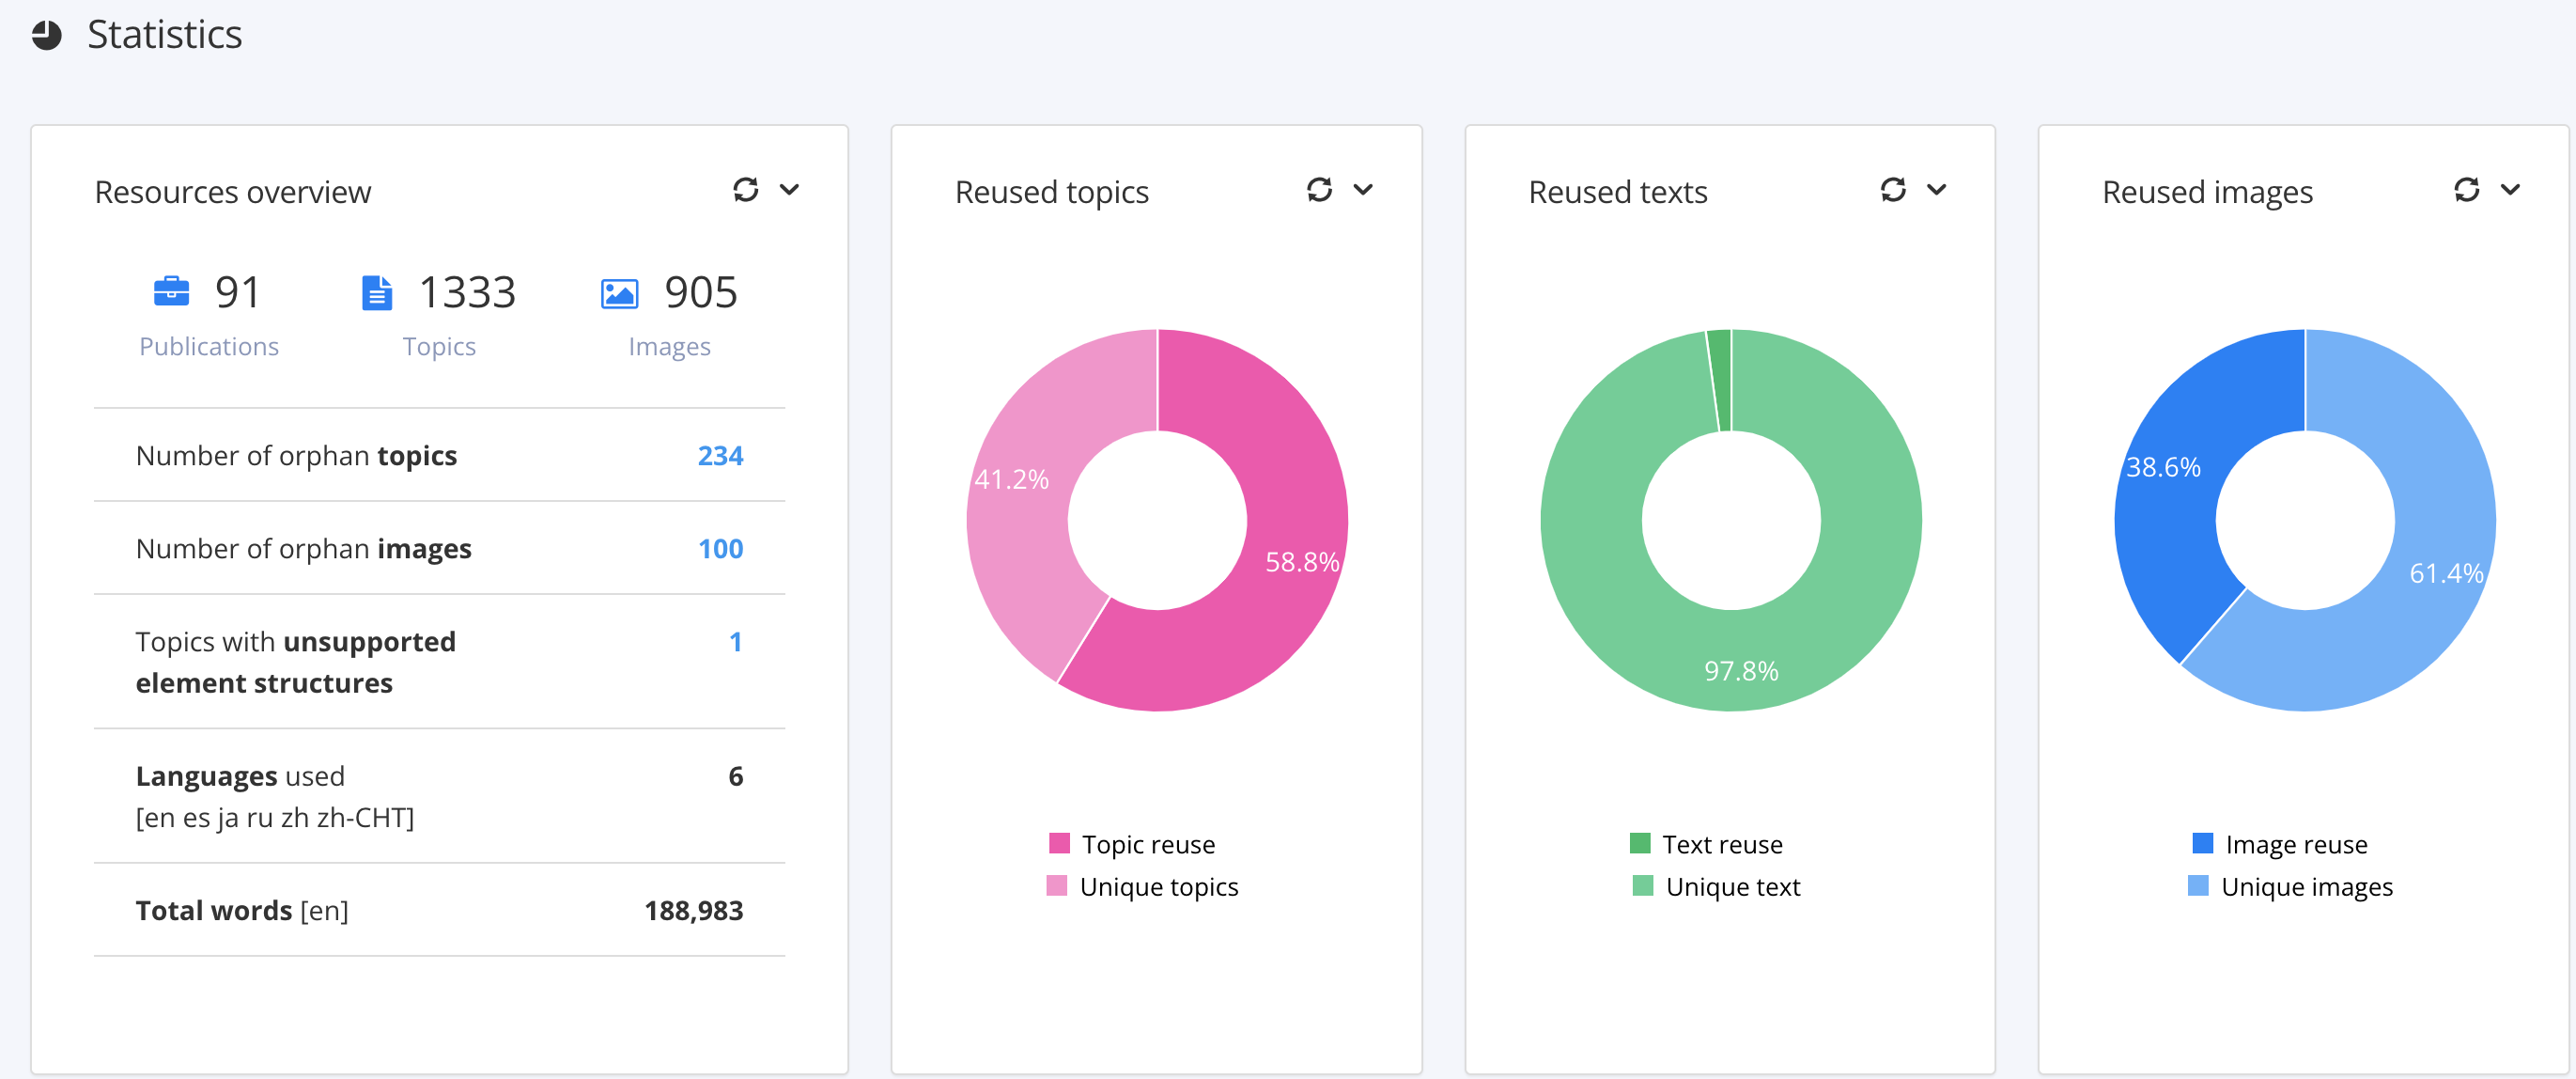 Statistics
Resources overview
91
Publications
1333
Topics
905
Images
Number of orphan topics 234
Number of orphan images 100
Topics with unsupported 1
element structures
Languages used 6
[en es ja ru zh zh-CHT]
Total words [en] 188,983
Reused topics
41.2%
58.8%
Topic reuse
Unique topics
Reused texts
97.8%
Text reuse
Unique text
Reused images
38.6%
61.4%
Image reuse
Unique images